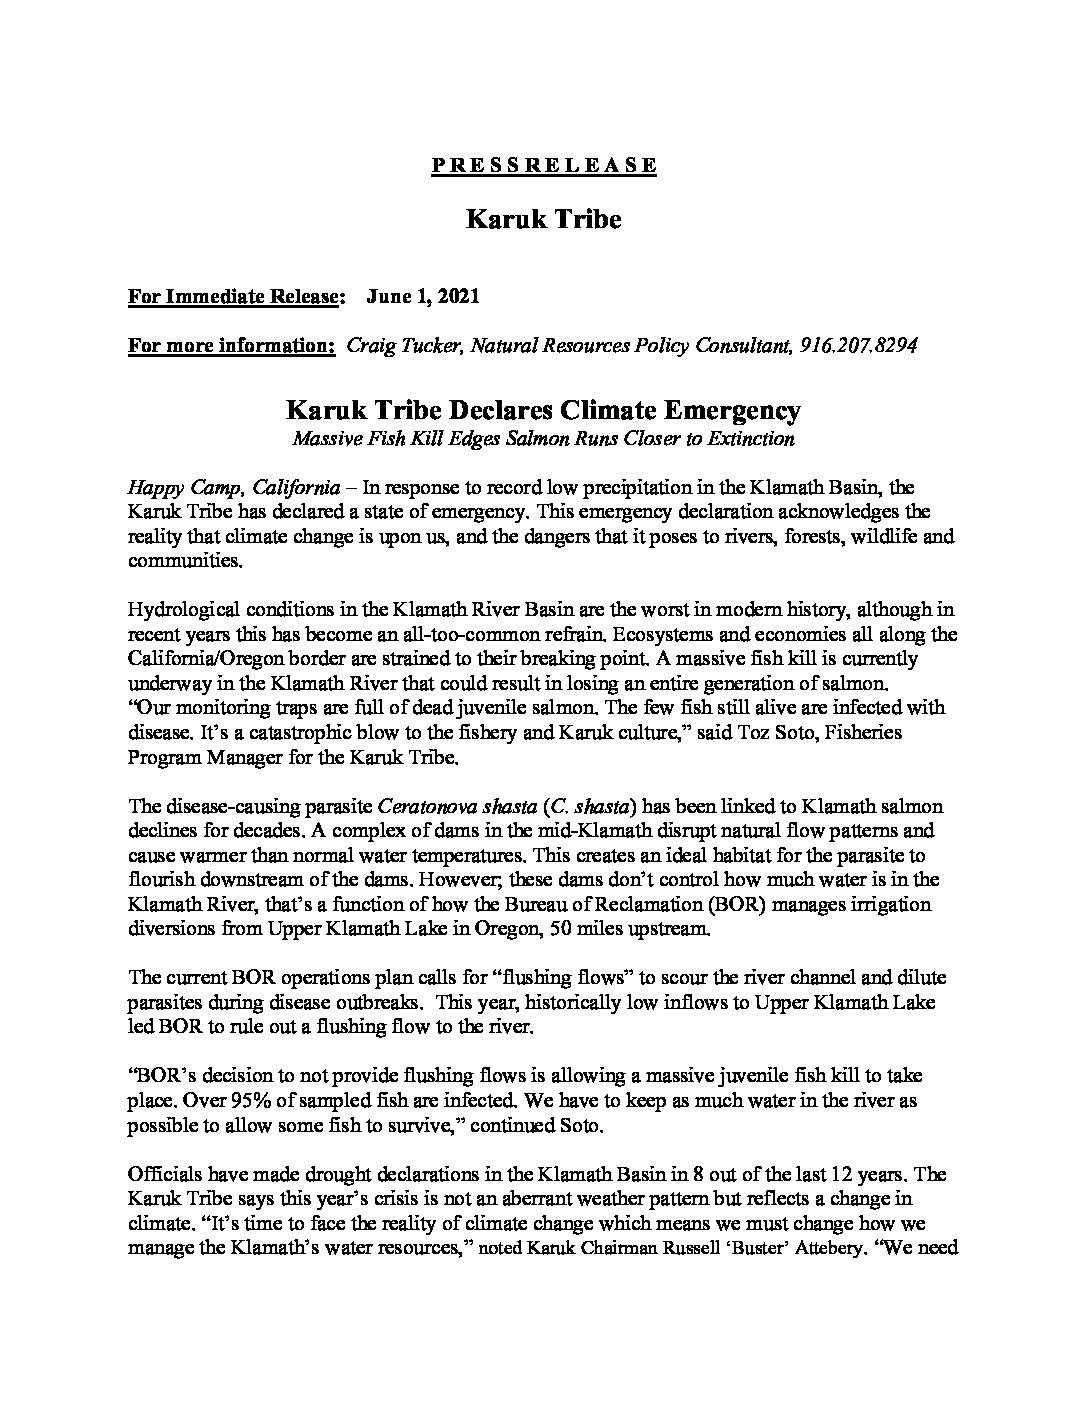 P R E S S R E L E A S E
Karuk Tribe
For Immediate Release: June 1, 2021
For more information: Craig Tucker, Natural Resources Policy Consultant, 916.207.8294
Karuk Tribe Declares Climate Emergency
Massive Fish Kill Edges Salmon Runs Closer to Extinction
Happy Camp, California – In response to record low precipitation in the Klamath Basin, the
Karuk Tribe has declared a state of emergency. This emergency declaration acknowledges the
reality that climate change is upon us, and the dangers that it poses to rivers, forests, wildlife and
communities.
Hydrological conditions in the Klamath River Basin are the worst in modern history, although in
recent years this has become an all-too-common refrain. Ecosystems and economies all along the
California/Oregon border are strained to their breaking point. A massive fish kill is currently
underway in the Klamath River that could result in losing an entire generation of salmon.
“Our monitoring traps are full of dead juvenile salmon. The few fish still alive are infected with
disease. It’s a catastrophic blow to the fishery and Karuk culture,” said Toz Soto, Fisheries
Program Manager for the Karuk Tribe.
The disease-causing parasite Ceratonova shasta (C. shasta) has been linked to Klamath salmon
declines for decades. A complex of dams in the mid-Klamath disrupt natural flow patterns and
cause warmer than normal water temperatures. This creates an ideal habitat for the parasite to
flourish downstream of the dams. However, these dams don’t control how much water is in the
Klamath River, that’s a function of how the Bureau of Reclamation (BOR) manages irrigation
diversions from Upper Klamath Lake in Oregon, 50 miles upstream.
The current BOR operations plan calls for “flushing flows” to scour the river channel and dilute
parasites during disease outbreaks. This year, historically low inflows to Upper Klamath Lake
led BOR to rule out a flushing flow to the river.
“BOR’s decision to not provide flushing flows is allowing a massive juvenile fish kill to take
place. Over 95% of sampled fish are infected. We have to keep as much water in the river as
possible to allow some fish to survive,” continued Soto.
Officials have made drought declarations in the Klamath Basin in 8 out of the last 12 years. The
Karuk Tribe says this year’s crisis is not an aberrant weather pattern but reflects a change in
climate. “It’s time to face the reality of climate change which means we must change how we
manage the Klamath’s water resources,” noted Karuk Chairman Russell ‘Buster’ Attebery. “We need